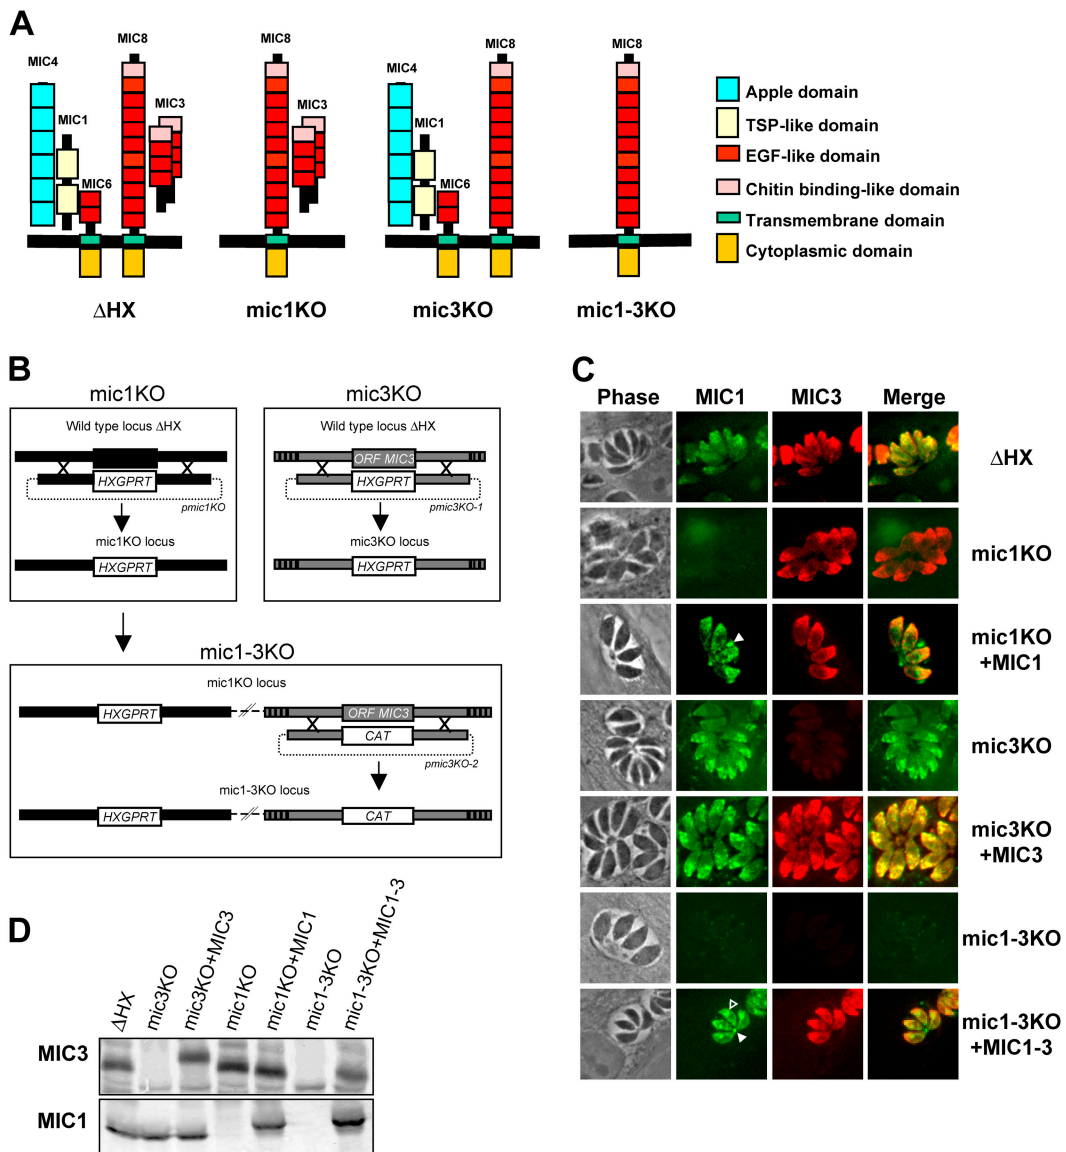 A
MIC4
MIC1
MIC6
MIC8
MIC3
MIC8
MIC3
MIC4
MIC1
MIC6
MIC8
MIC8
ΔHX
mic1KO
mic3KO
mic1-3KO
Apple domain
TSP-like domain
EGF-like domain
Chitin binding-like domain
Transmembrane domain
Cytoplasmic domain
B
mic1KO
Wild type locus ΔHX
HXGPRT
pmic1KO
mic1KO locus
HXGPRT
mic3KO
Wild type locus ΔHX
ORF MIC3
HXGPRT
pmic3KO-1
mic3KO locus
HXGPRT
mic1-3KO
mic1KO locus
HXGPRT
ORF MIC3
CAT
pmic3KO-2
mic1-3KO locus
HXGPRT
CAT
C
Phase MIC1 MIC3 Merge
ΔHX
mic1KO
mic1KO
+MIC1
mic3KO
mic3KO
+MIC3
mic1-3KO
mic1-3KO
+MIC1-3
D
ΔHX
mic3KO
mic3KO+MIC3
mic1KO
mic1KO+MIC1
mic1-3KO
mic1-3KO+MIC1-3
MIC3
MIC1